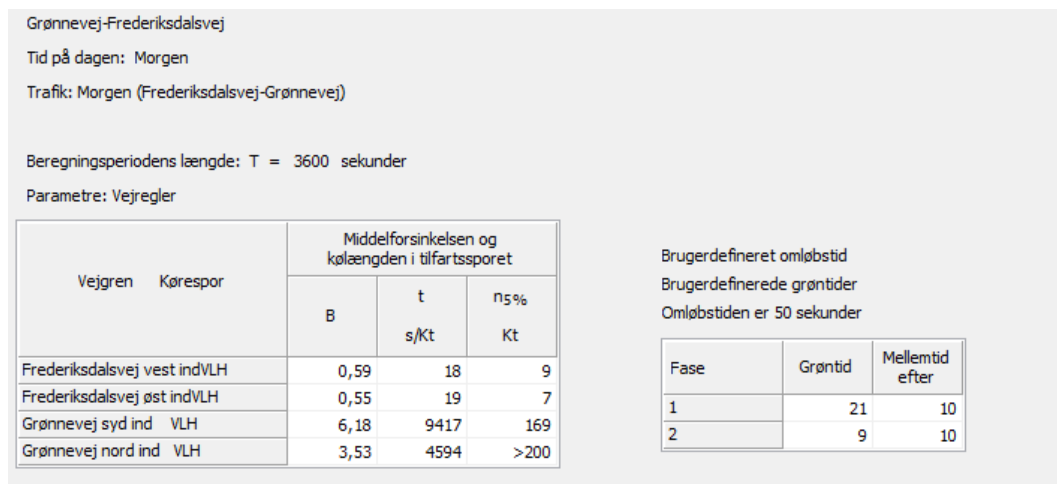 Grønnevej-Frederiksdalsvej
Tid på dagen: Morgen
Trafik: Morgen (Frederiksdalsvej-Grønnevej)
Beregningsperiodens længde: T = 3600 sekunder
Parametre: Vejregler
Vejgren Kørespor
Middelforsinkelsen og
kølængden i tilfartssporet
B
t
s/Kt
n5%
Kt
Frederiksdalsvej vest indVLH 0,59 18 9
Frederiksdalsvej øst indVLH 0,55 19 7
Grønnevej syd ind VLH 6,18 9417 169
Grønnevej nord ind VLH 3,53 4594 >200
Brugerdefineret omløbstid
Brugerdefinerede grøntider
Omløbstiden er 50 sekunder
Fase Grøntid Mellemtid
efter
1 21 10
2 9 10